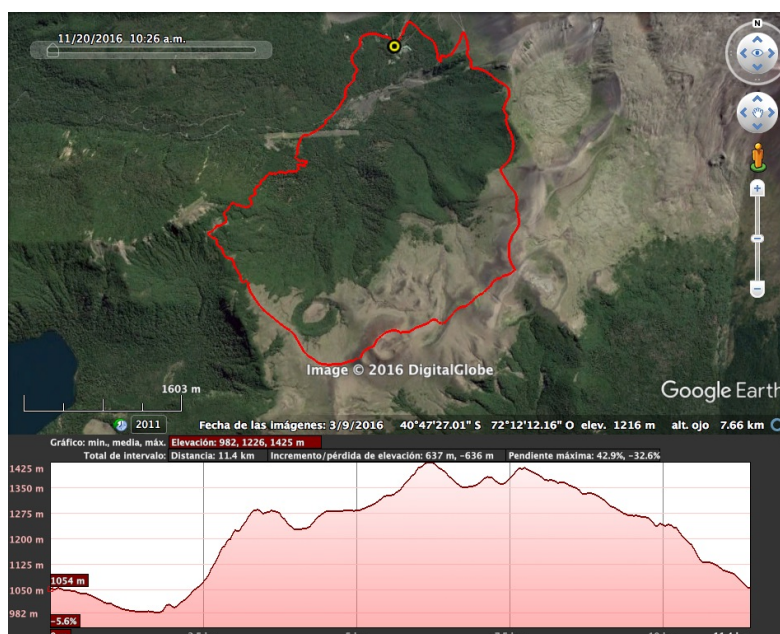 11/20/2016 10:26 a.m.
N
Image © 2016 DigitalGlobe
1603 m
Google Earth
2011
Fecha de las imágenes: 3/9/2016 40°47'27.01" S 72°12'12.16" O elev. 1216 m alt. ojo 7.66 km
Gráfico: min., media, máx. Elevación: 982, 1226, 1425 m
Total de intervalo: Distancia: 11.4 km Incremento/pérdida de elevación: 637 m, -636 m Pendiente máxima: 42.9%, -32.6%
1425 m
1350 m
1275 m
1200 m
1125 m
1054 m
1050 m
982 m
-5.6%